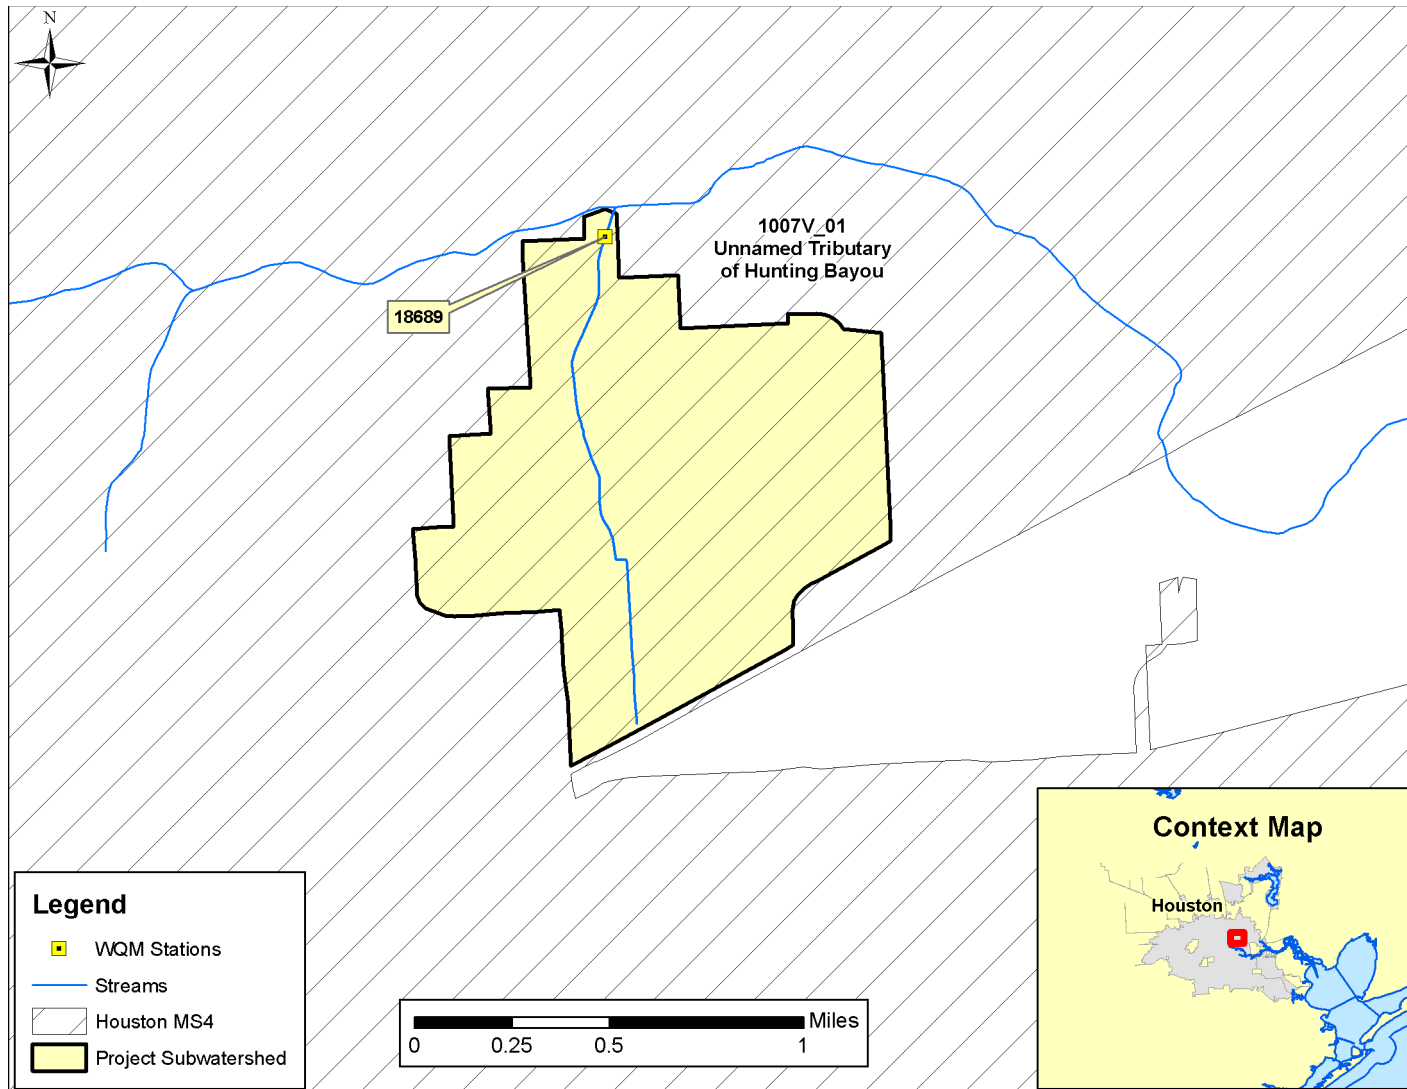 N
1007V_01
Unnamed Tributary
of Hunting Bayou
18689
Legend
WQM Stations
Streams
Houston MS4
Project Subwatershed
Miles
0 0.25 0.5 1
Context Map
Houston